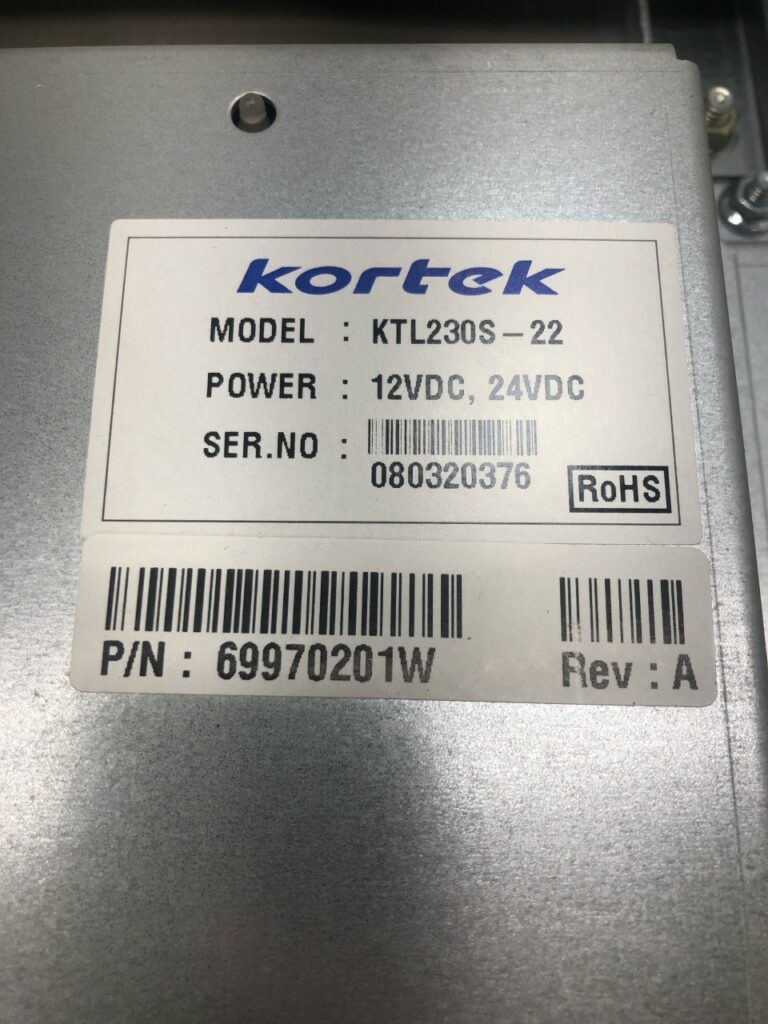 kortek
MODEL : KTL230S-22
POWER : 12VDC, 24VDC
SER.NO :
080320376
RoHS
P/N : 69970201W
Rev : A